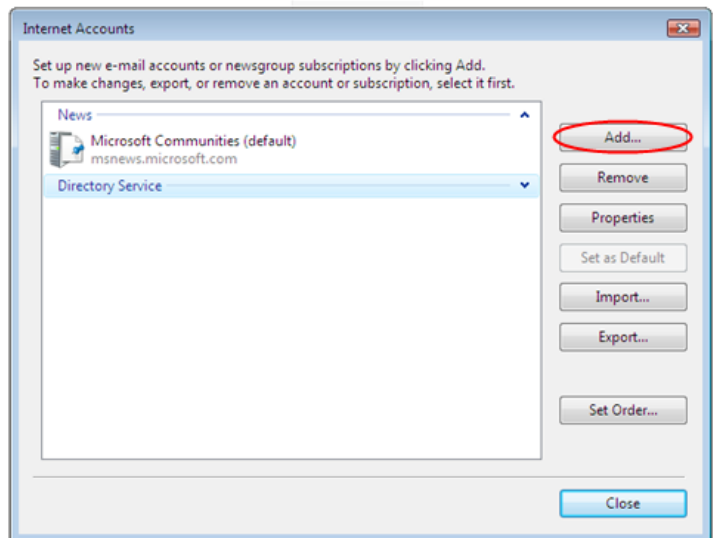 Internet Accounts
Set up new e-mail accounts or newsgroup subscriptions by clicking Add.
To make changes, export, or remove an account or subscription, select it first.
News
Microsoft Communities (default)
msnews.microsoft.com
Directory Service
Add...
Remove
Properties
Set as Default
Import...
Export...
Set Order...
Close